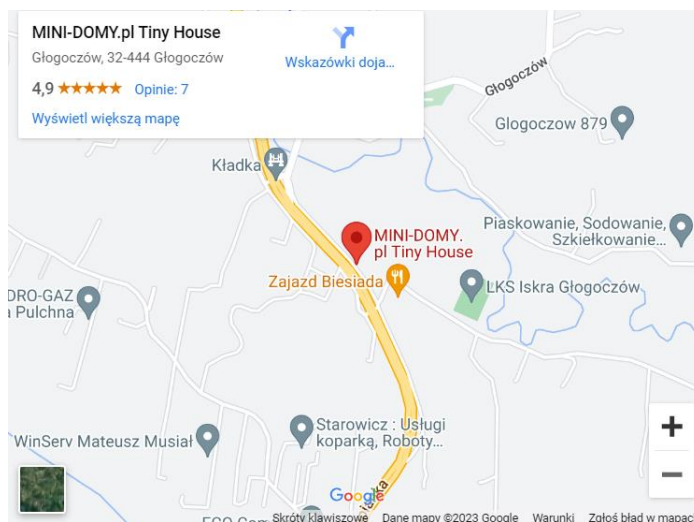 MINI-DOMY.pl Tiny House
Głogoczów, 32-444 Głogoczów
4,9
Opinie: 7
Wskazówki doja...
Wyświetl większą mapę
Głogoczów
Glogoczow 879
Kładka
MINI-DOMY.
pl Tiny House
Piaskowanie, Sodowanie,
Szkiełkowanie...
Zajazd Biesiada
LKS Iskra Głogoczów
DRO-GAZ
a Pulchna
Starowicz : Usługi
koparką, Roboty...
WinServ Mateusz Musiał
+
−
Google
Skróty klawiszowe
Dane mapy ©2023 Google
Warunki
Zgłoś błąd w mapach